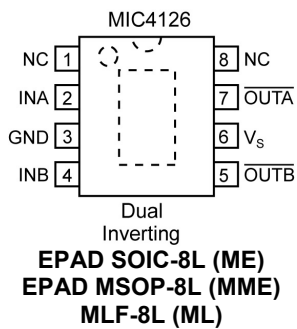 MIC4126
NC 1 8 NC
INA 2 7 OUTA
GND 3 6 VS
INB 4 5 OUTB
Dual
Inverting
EPAD SOIC-8L (ME)
EPAD MSOP-8L (MME)
MLF-8L (ML)